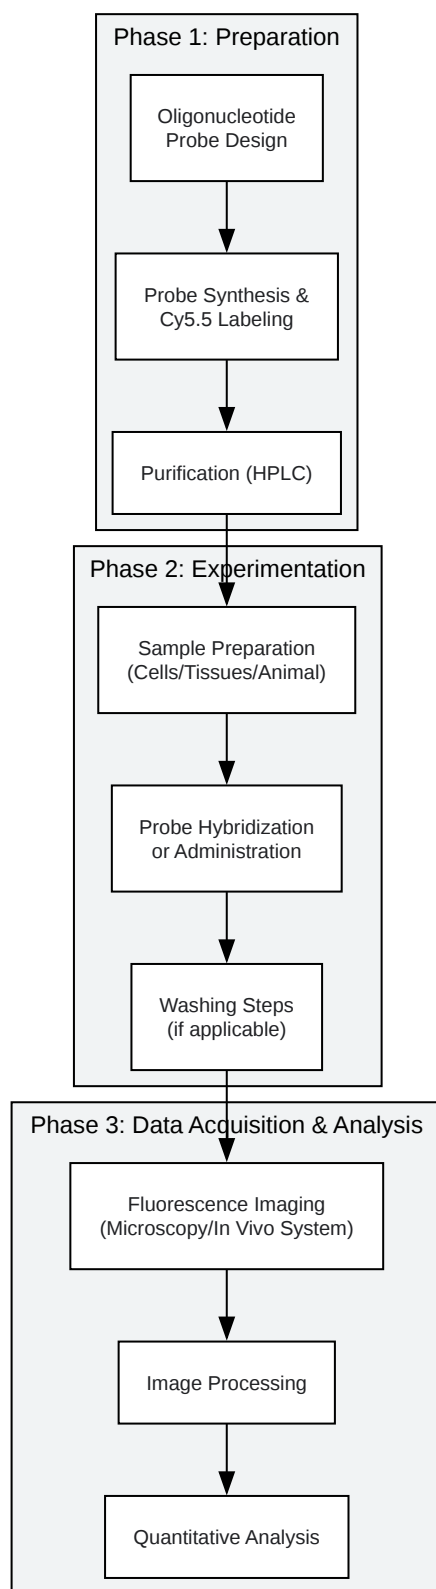 Phase 1: Preparation
Oligonucleotide
Probe Design
Probe Synthesis &
Cy5.5 Labeling
Purification (HPLC)
Phase 2: Experimentation
Sample Preparation
(Cells/Tissues/Animal)
Probe Hybridization
or Administration
Washing Steps
(if applicable)
Phase 3: Data Acquisition & Analysis
Fluorescence Imaging
(Microscopy/In Vivo System)
Image Processing
Quantitative Analysis